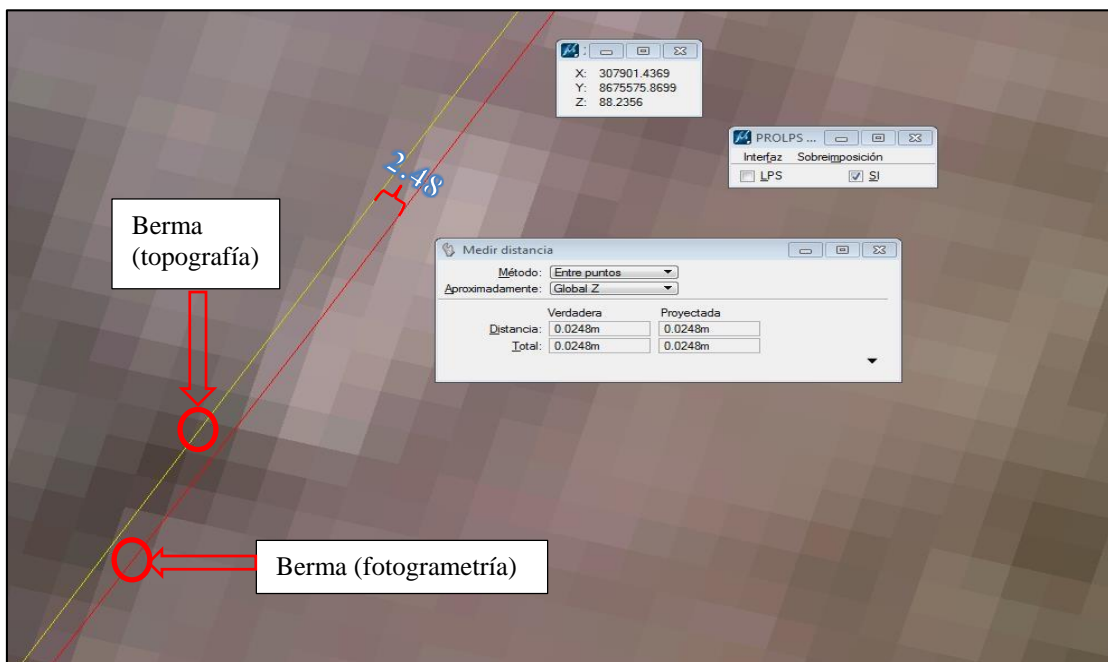 X: 307901.4369
Y: 8675575.8699
Z: 88.2356
PROLPS ...
Interfaz Sobreimposición
LPS SI
2.48
Berma
(topografía)
Medir distancia
Método: Entre puntos
Aproximadamente: Global Z
Verdadera Proyectada
Distancia: 0.0248m 0.0248m
Total: 0.0248m 0.0248m
Berma (fotogrametría)